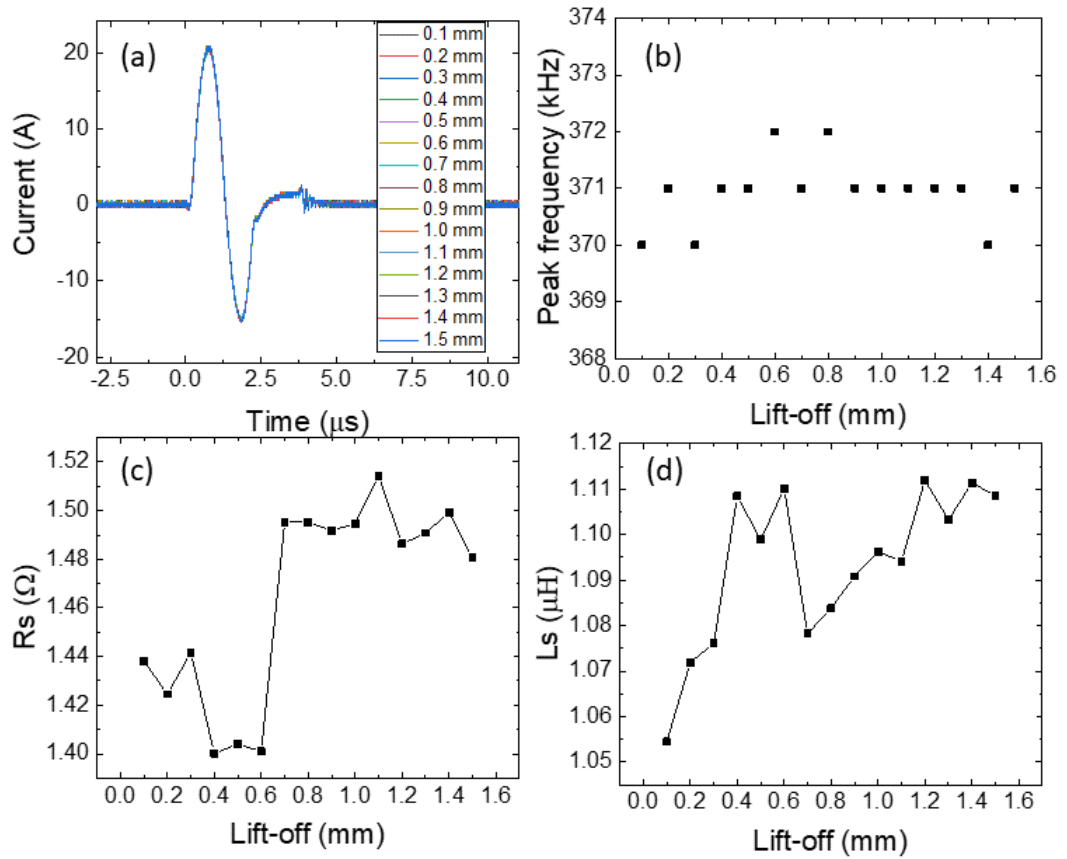 (a)
20
10
0
-10
-20
Current (A)
-2.5 0.0 2.5 5.0 7.5 10.0
Time (μs)
0.1 mm
0.2 mm
0.3 mm
0.4 mm
0.5 mm
0.6 mm
0.7 mm
0.8 mm
0.9 mm
1.0 mm
1.1 mm
1.2 mm
1.3 mm
1.4 mm
1.5 mm
(b)
374
373
372
371
370
369
368
Peak frequency (kHz)
0.0 0.2 0.4 0.6 0.8 1.0 1.2 1.4 1.6
Lift-off (mm)
(c)
1.52
1.50
1.48
1.46
1.44
1.42
1.40
Rs (Ω)
0.0 0.2 0.4 0.6 0.8 1.0 1.2 1.4 1.6
Lift-off (mm)
(d)
1.12
1.11
1.10
1.09
1.08
1.07
1.06
1.05
Ls (μH)
0.0 0.2 0.4 0.6 0.8 1.0 1.2 1.4 1.6
Lift-off (mm)